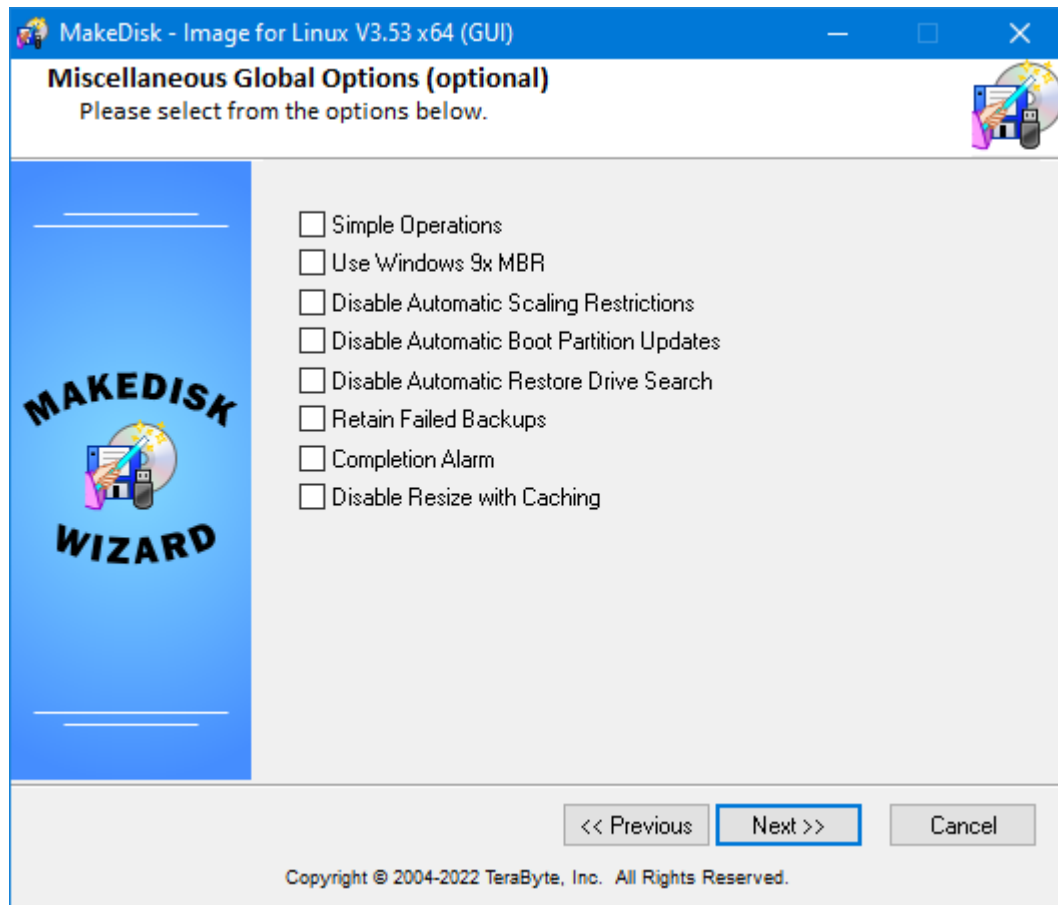 MakeDisk - Image for Linux V3.53 x64 (GUI)
Miscellaneous Global Options (optional)
Please select from the options below.
MAKEDISK
WIZARD
Simple Operations
Use Windows 9x MBR
Disable Automatic Scaling Restrictions
Disable Automatic Boot Partition Updates
Disable Automatic Restore Drive Search
Retain Failed Backups
Completion Alarm
Disable Resize with Caching
<< Previous Next >> Cancel
Copyright © 2004-2022 TeraByte, Inc. All Rights Reserved.